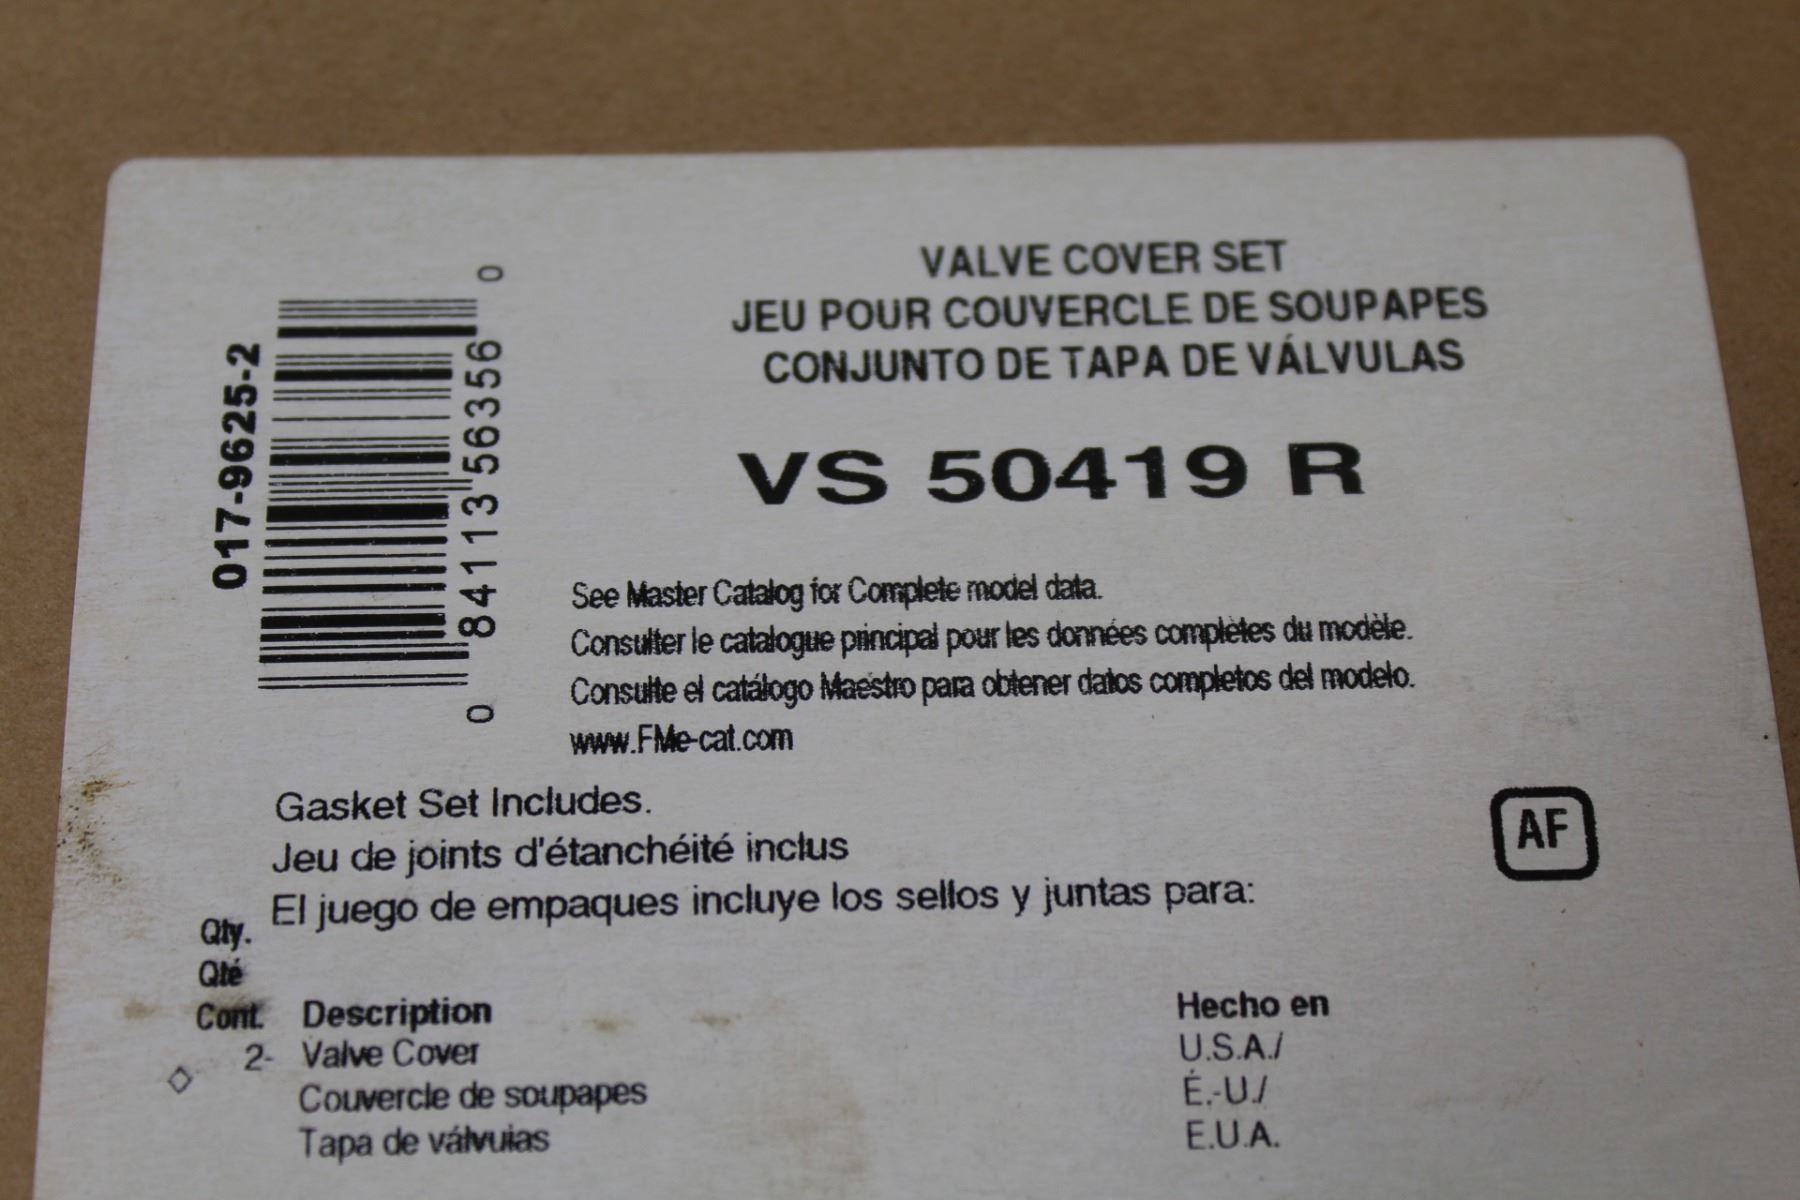 VALVE COVER SET
JEU POUR COUVERCLE DE SOUPAPES
CONJUNTO DE TAPA DE VÁLVULAS
017-9625-2
0 84113 56356 0
VS 50419 R
See Master Catalog for Complete model data.
Consulter le catalogue principal pour les données complètes du modèle.
Consulte el catálogo Maestro para obtener datos completos del modelo.
www.FMe-cat.com
Gasket Set Includes.
Jeu de joints d'étanchéité inclus
El juego de empaques incluye los sellos y juntas para:
AF
Qty.
Qté
Cont. Description Hecho en
2- Valve Cover U.S.A./
Couvercle de soupapes É.-U./
Tapa de válvulas E.U.A.